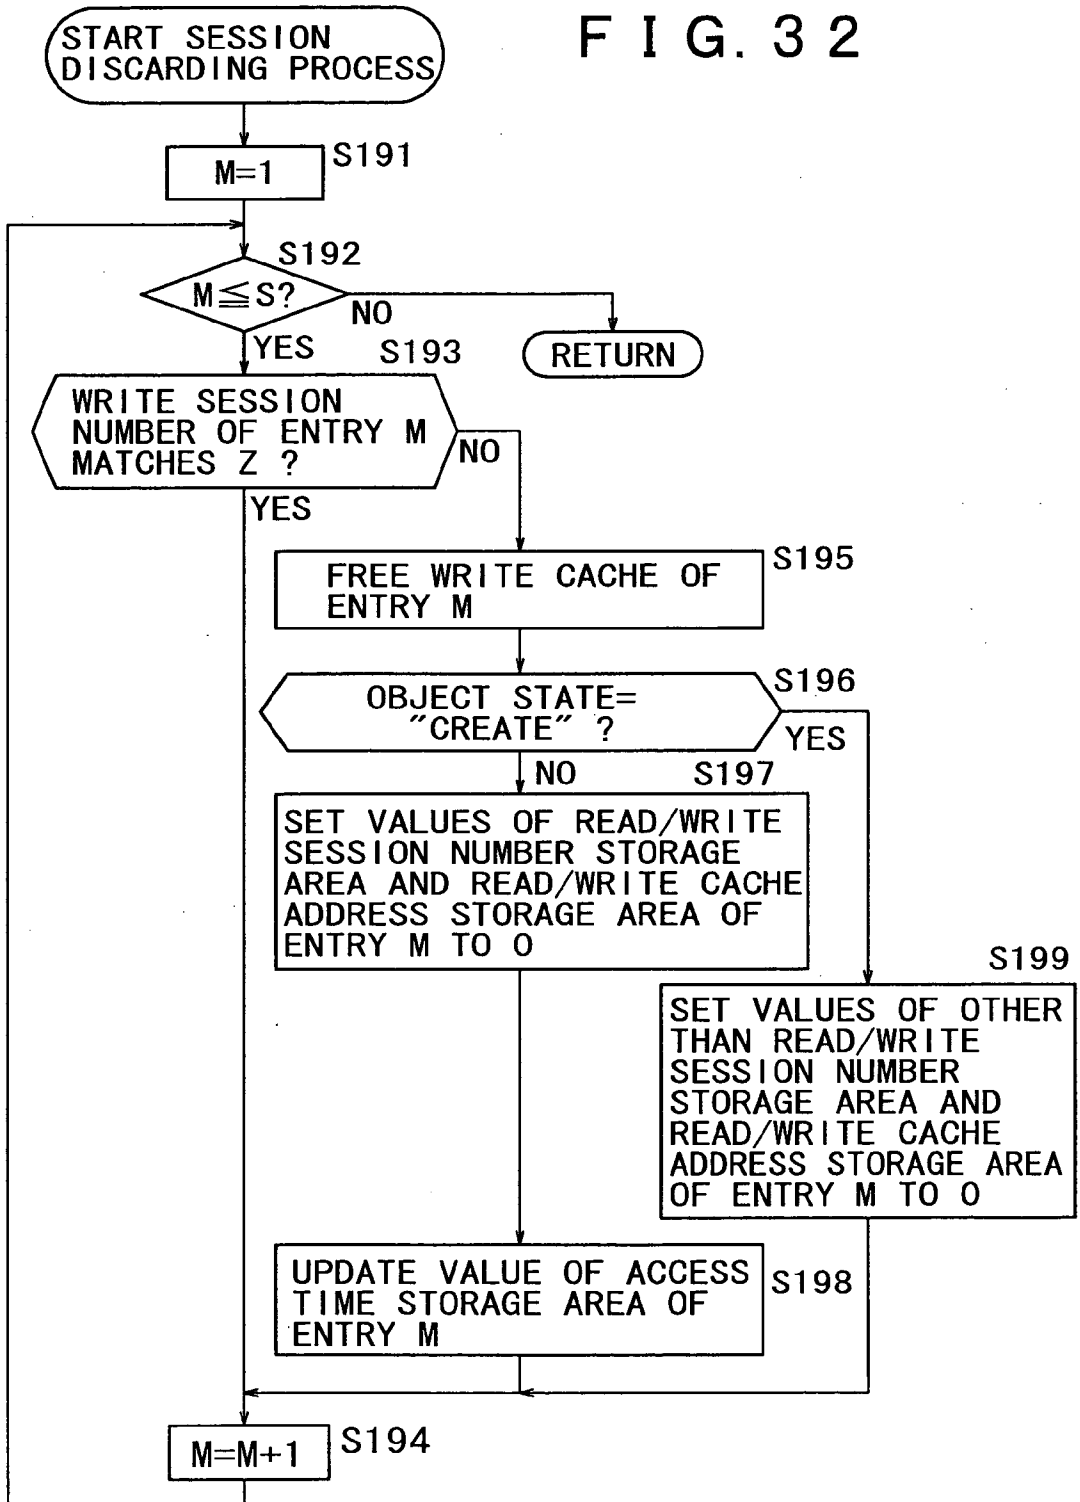 FIG. 32
START SESSION
DISCARDING PROCESS
S191
M=1
S192
M≦S?
NO
YES
RETURN
S193
WRITE SESSION
NUMBER OF ENTRY M
MATCHES Z ?
NO
YES
S195
FREE WRITE CACHE OF
ENTRY M
S196
OBJECT STATE=
"CREATE" ?
YES
NO
S197
SET VALUES OF READ/WRITE
SESSION NUMBER STORAGE
AREA AND READ/WRITE CACHE
ADDRESS STORAGE AREA OF
ENTRY M TO 0
S199
SET VALUES OF OTHER
THAN READ/WRITE
SESSION NUMBER
STORAGE AREA AND
READ/WRITE CACHE
ADDRESS STORAGE AREA
OF ENTRY M TO 0
UPDATE VALUE OF ACCESS
TIME STORAGE AREA OF
ENTRY M
S198
M=M+1
S194